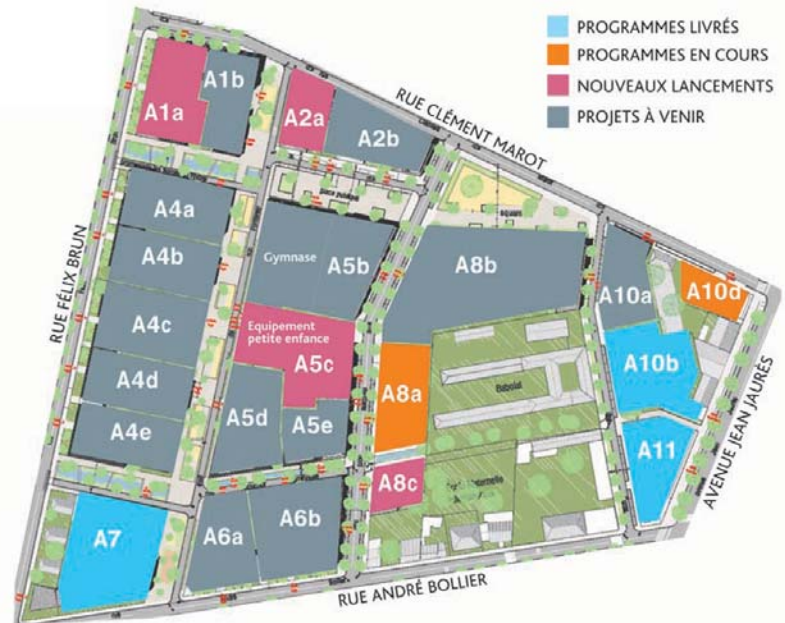 PROGRAMMES LIVRÉS
PROGRAMMES EN COURS
NOUVEAUX LANCEMENTS
PROJETS À VENIR
RUE CLÉMENT MAROT
RUE FÉLIX BRUN
AVENUE JEAN JAURÈS
RUE ANDRÉ BOLLIER
A1a
A1b
A2a
A2b
A4a
A4b
A4c
A4d
A4e
Gymnase
A5b
Equipement
petite enfance
A5c
A5d
A5e
A6a
A6b
A7
A8b
A8a
A8c
A10a
A10d
A10b
A11
square